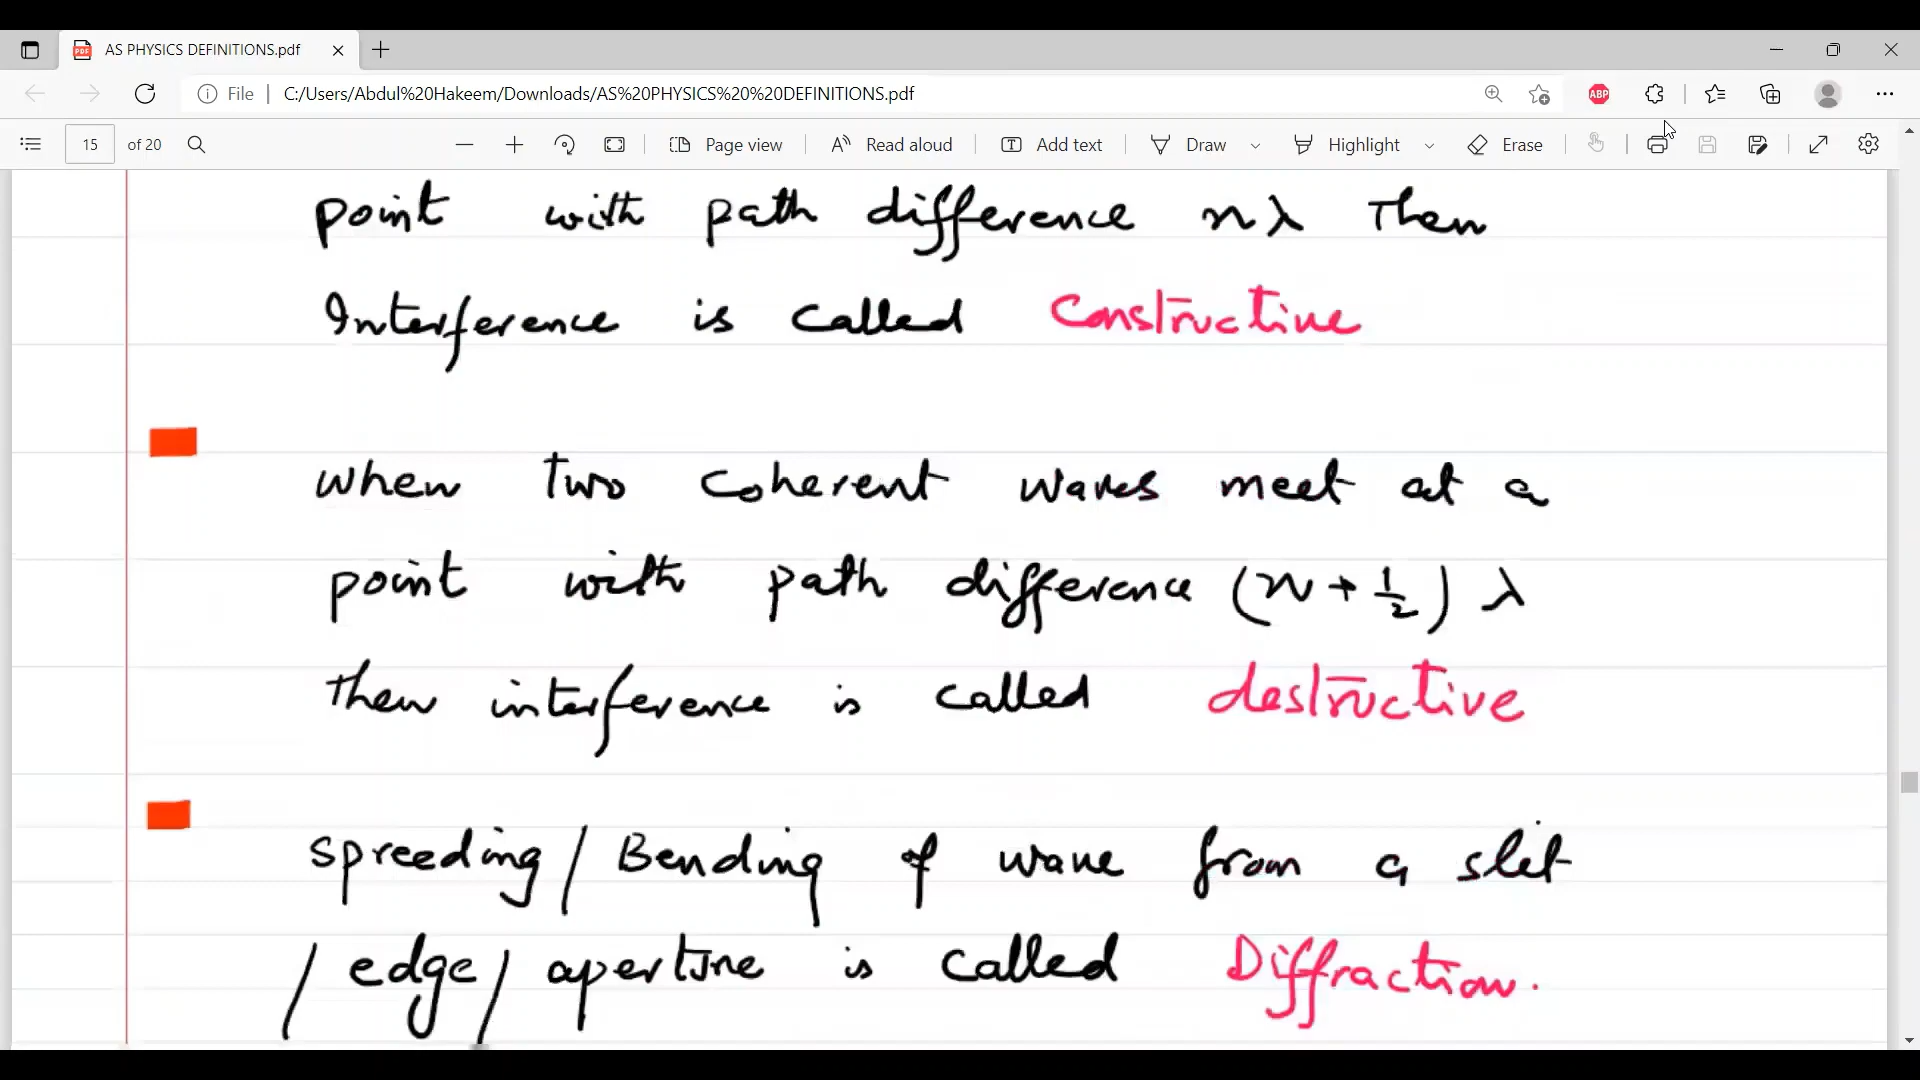 AS PHYSICS DEFINITIONS.pdf
File C:/Users/Abdul%20Hakeem/Downloads/AS%20PHYSICS%20%20DEFINITIONS.pdf ABP
15 of 20 Page view Read aloud Add text Draw Highlight Erase
point with path difference nλ Then
Interference is called Constructive
when Two coherent waves meet at a
point with path difference (n + 1/2) λ
Then interference is called destructive
spreeding / Bending of wave from a slit
/ edge / aperture is called Diffraction.